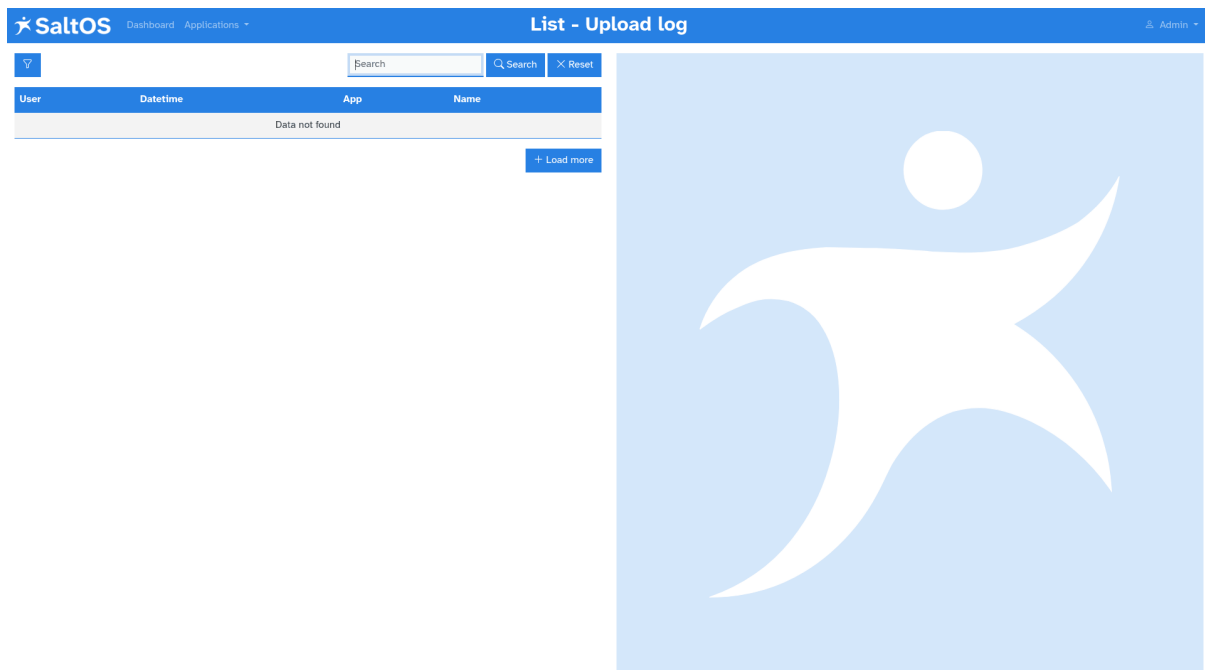 SaltOS Dashboard Applications List - Upload log Admin
Search Search Reset
User Datetime App Name
Data not found
+ Load more